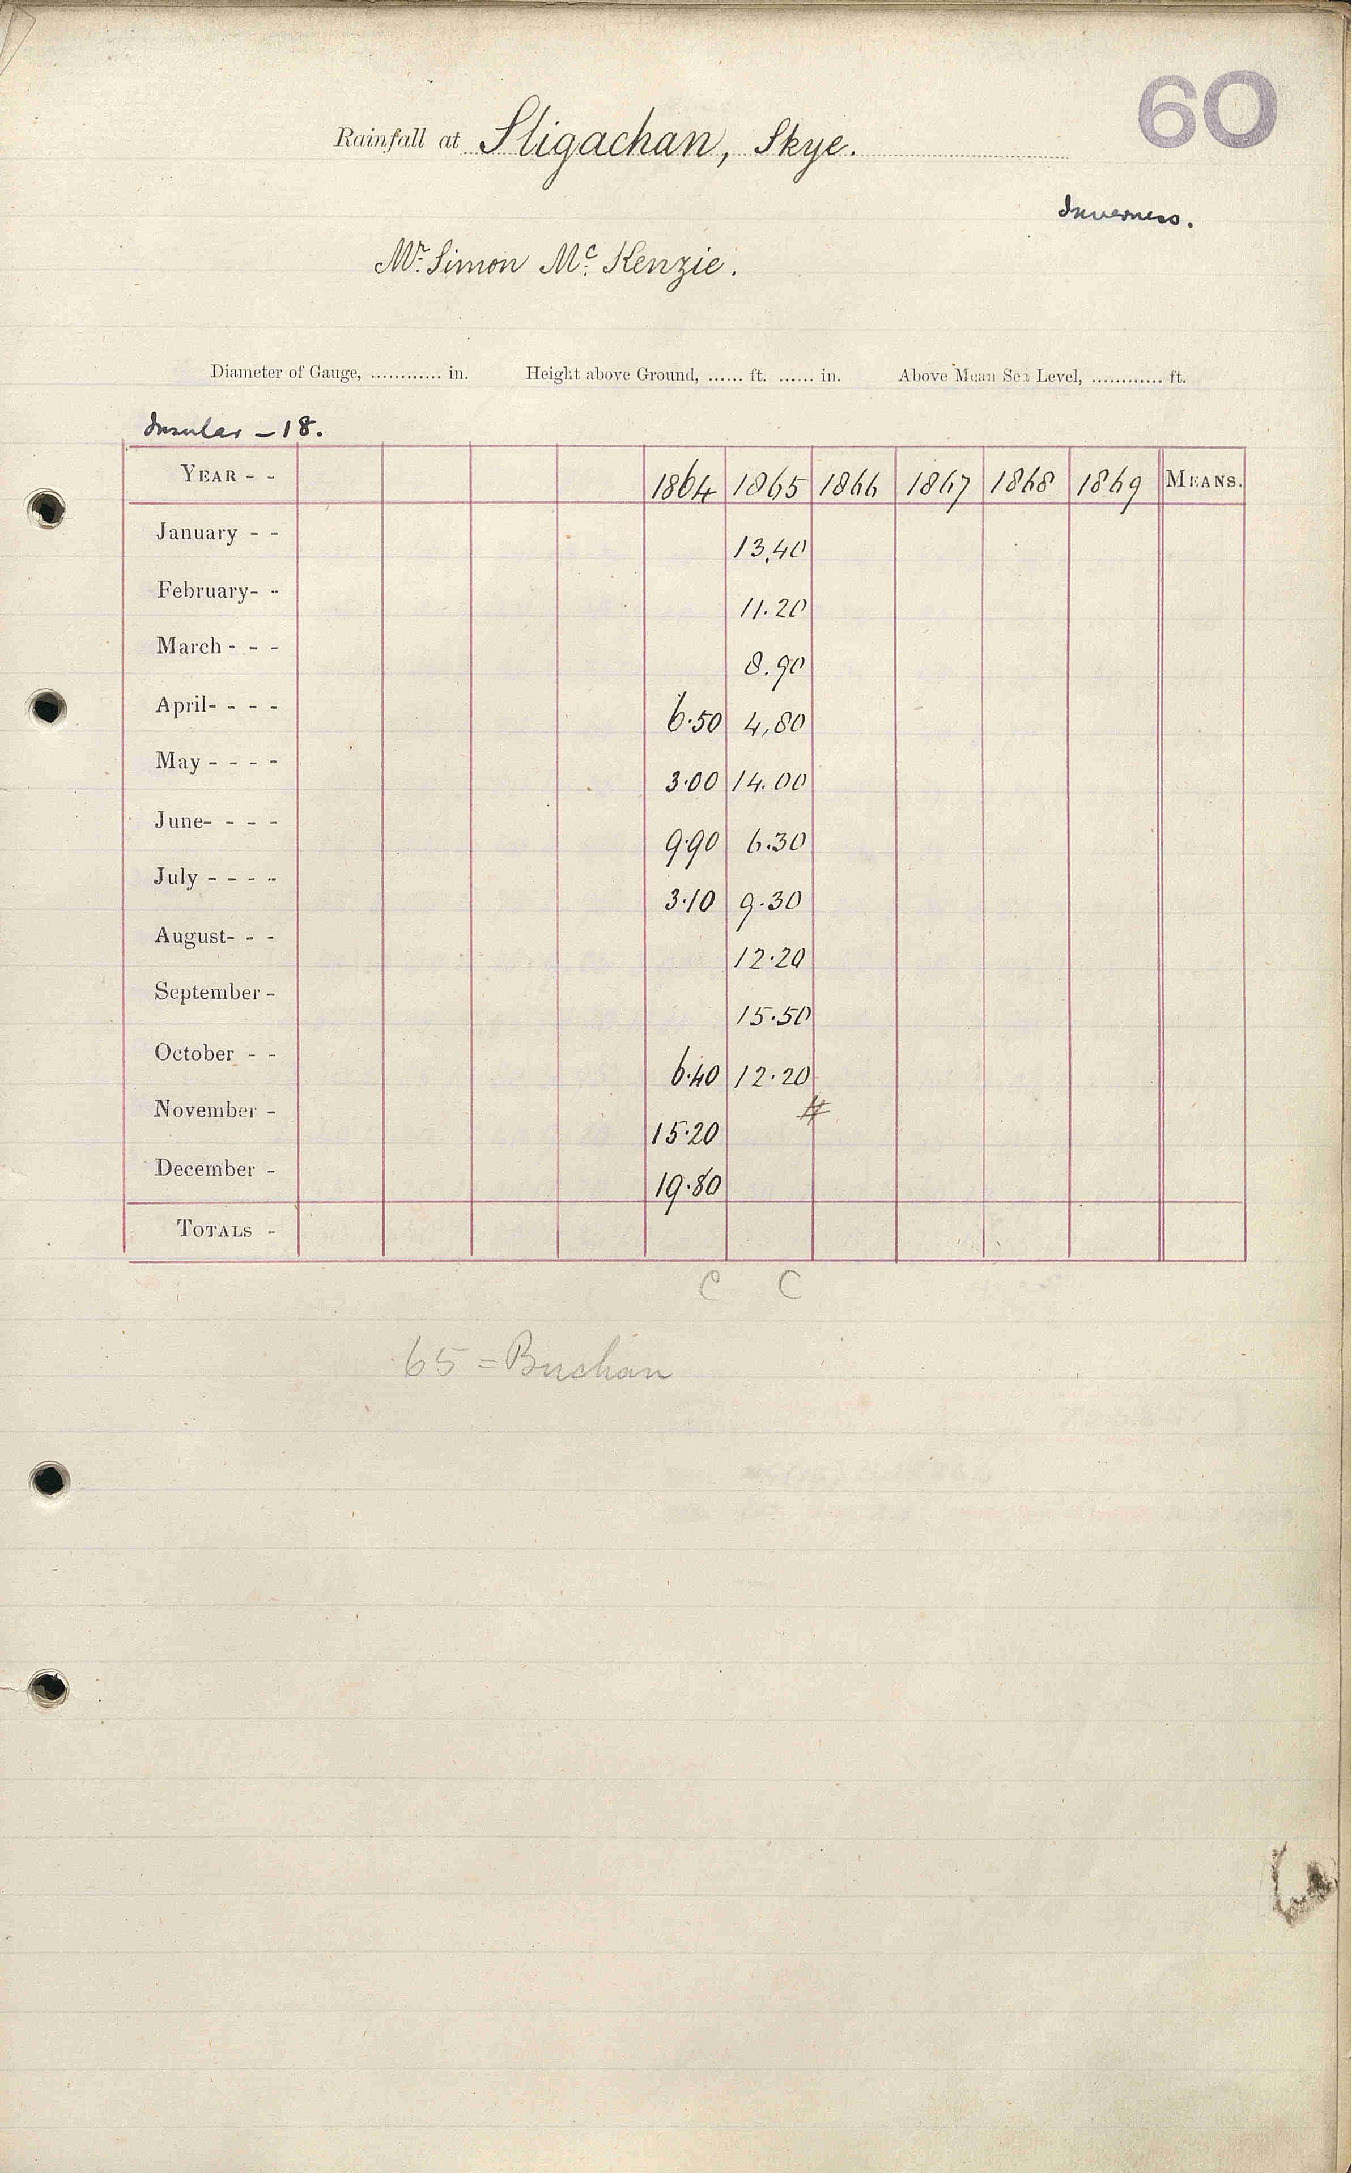 60
Rainfall at Sligachan, Skye.
Inverness.
Mr. Simon Mc. Kenzie.
Diameter of Gauge, ............ in. Height above Ground, ...... ft. ...... in. Above Mean Sea Level, ............ ft.
Insular - 18.
YEAR - - 1864 1865 1866 1867 1868 1869 MEANS.
January - - 13.40
February- - 11.20
March - - - 8.90
April- - - - 6.50 4.80
May - - - - 3.00 14.00
June- - - - 9.90 6.30
July - - - - 3.10 9.30
August- - - 12.20
September - 15.50
October - - 6.40 12.20
November - 15.20 #
December - 19.80
TOTALS -
C C
65 = Buchan